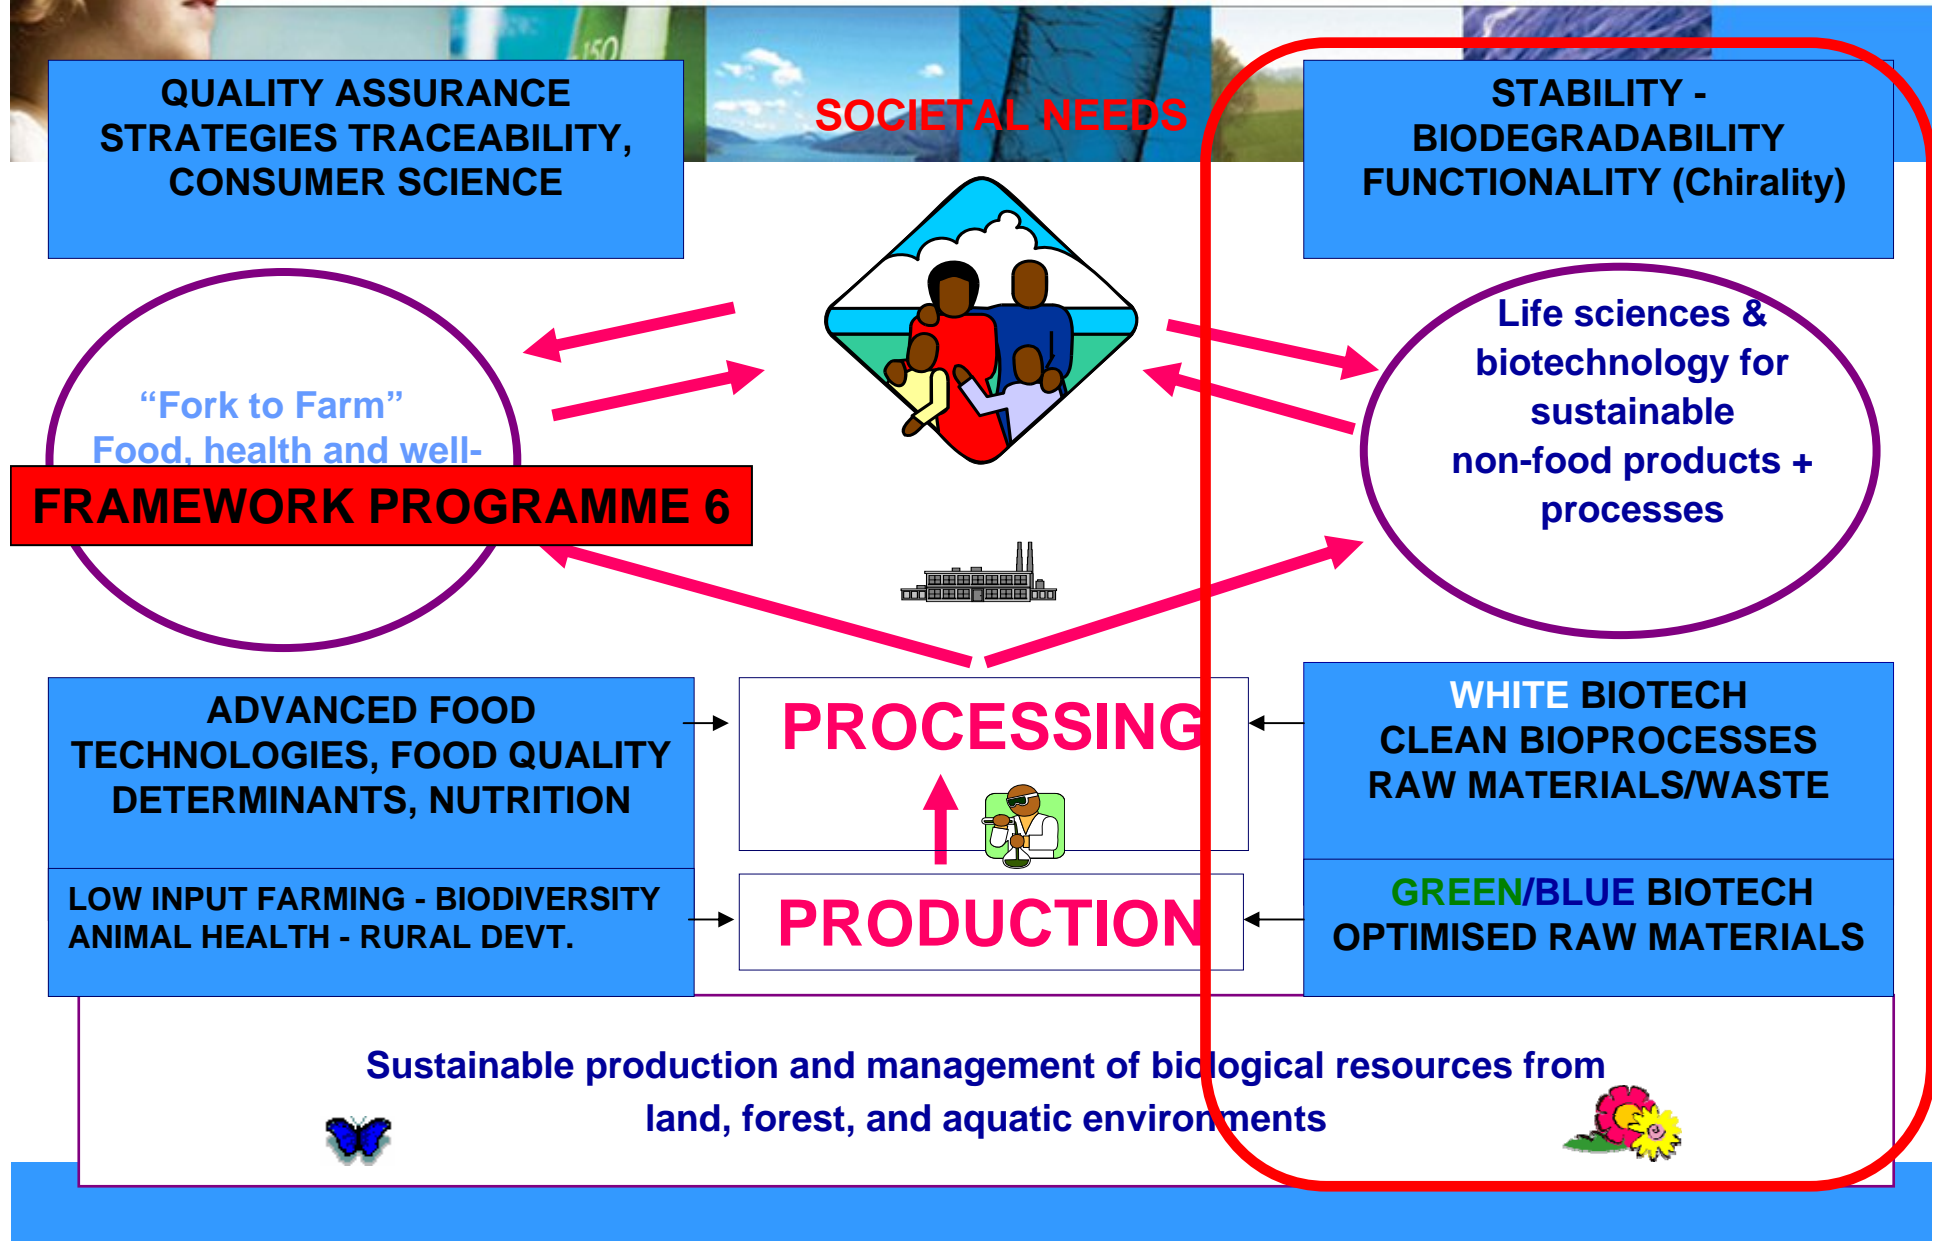 150
QUALITY ASSURANCE
STRATEGIES TRACEABILITY,
CONSUMER SCIENCE
SOCIETAL NEEDS
STABILITY -
BIODEGRADABILITY
FUNCTIONALITY (Chirality)
“Fork to Farm”
Food, health and well-
FRAMEWORK PROGRAMME 6
Life sciences &
biotechnology for
sustainable
non-food products +
processes
ADVANCED FOOD
TECHNOLOGIES, FOOD QUALITY
DETERMINANTS, NUTRITION
PROCESSING
WHITE BIOTECH
CLEAN BIOPROCESSES
RAW MATERIALS/WASTE
LOW INPUT FARMING - BIODIVERSITY
ANIMAL HEALTH - RURAL DEVT.
PRODUCTION
GREEN/BLUE BIOTECH
OPTIMISED RAW MATERIALS
Sustainable production and management of biological resources from
land, forest, and aquatic environments